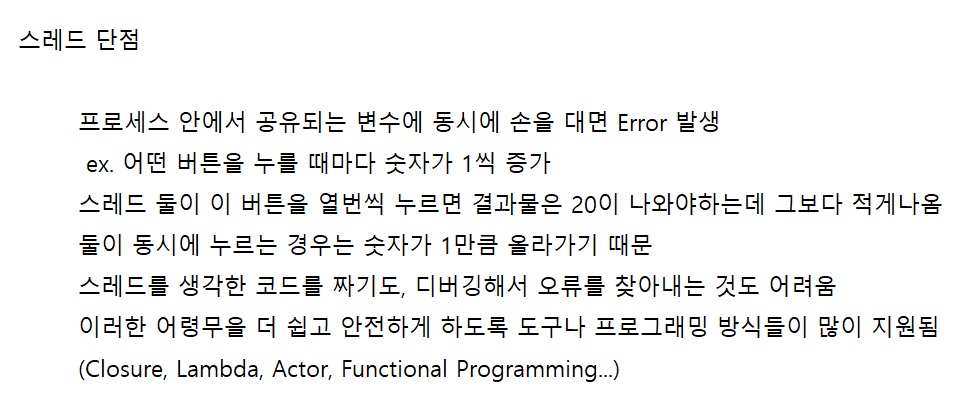 스레드 단점
프로세스 안에서 공유되는 변수에 동시에 손을 대면 Error 발생
ex. 어떤 버튼을 누를 때마다 숫자가 1씩 증가
스레드 둘이 이 버튼을 열번씩 누르면 결과물은 20이 나와야하는데 그보다 적게나옴
둘이 동시에 누르는 경우는 숫자가 1만큼 올라가기 때문
스레드를 생각한 코드를 짜기도, 디버깅해서 오류를 찾아내는 것도 어려움
이러한 어령무을 더 쉽고 안전하게 하도록 도구나 프로그래밍 방식들이 많이 지원됨
(Closure, Lambda, Actor, Functional Programming...)